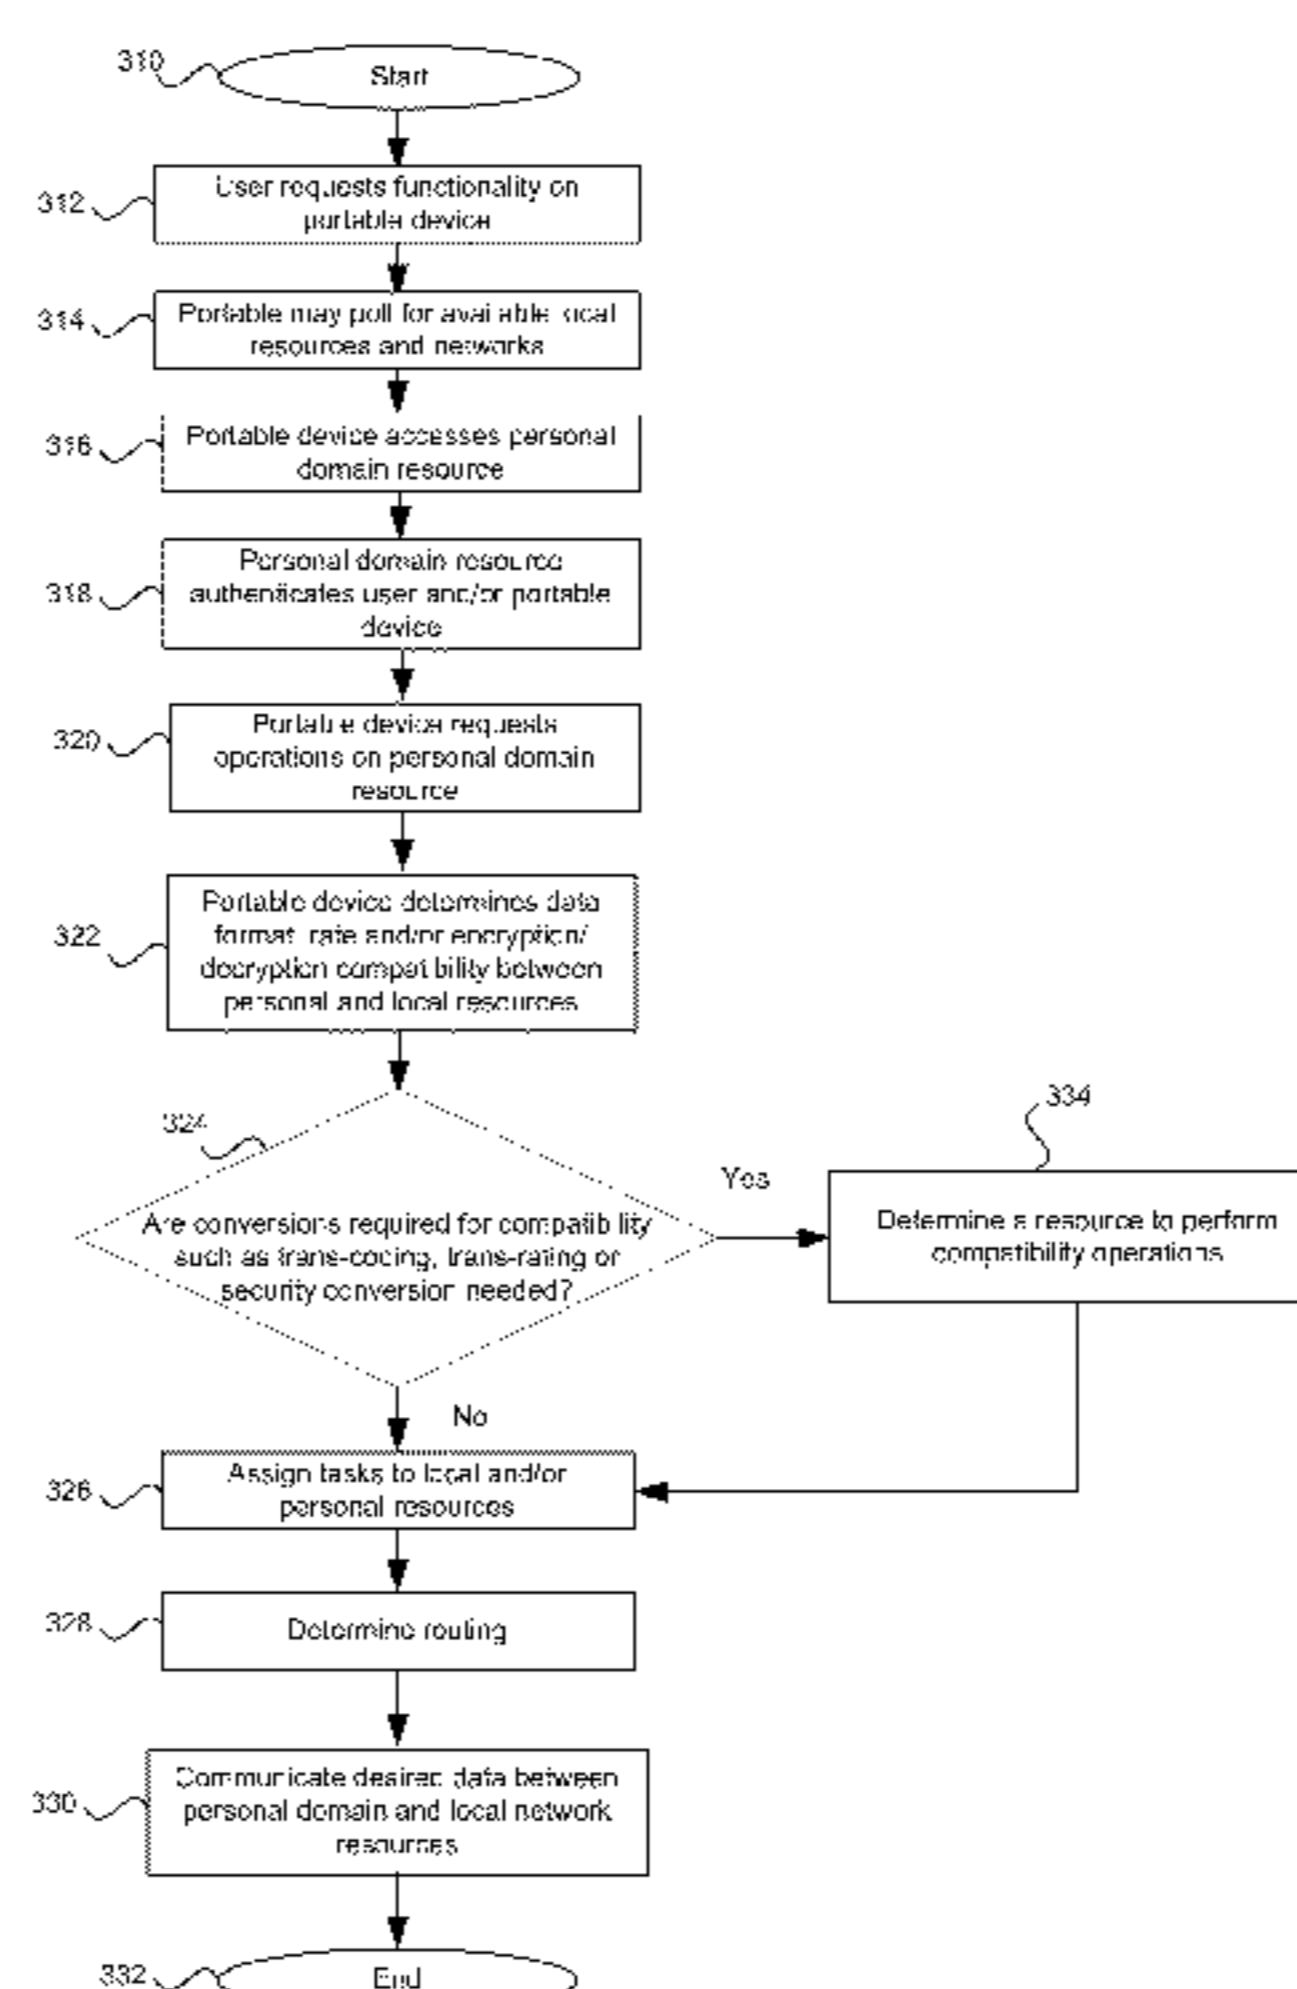 310
Start
312
User requests functionality on
portable device
314
Portable may poll for available local
resources and networks
316
Portable device accesses personal
domain resource
318
Personal domain resource
authenticates user and/or portable
device
320
Portable device requests
operations on personal domain
resource
322
Portable device determines data
format, rate and/or encryption/
decryption compatibility between
personal and local resources
324
Are conversions required for compatibility
such as trans-coding, trans-rating or
security conversion needed?
Yes
334
Determine a resource to perform
compatibility operations
No
326
Assign tasks to local and/or
personal resources
328
Determine routing
330
Communicate desired data between
personal domain and local network
resources
332
End